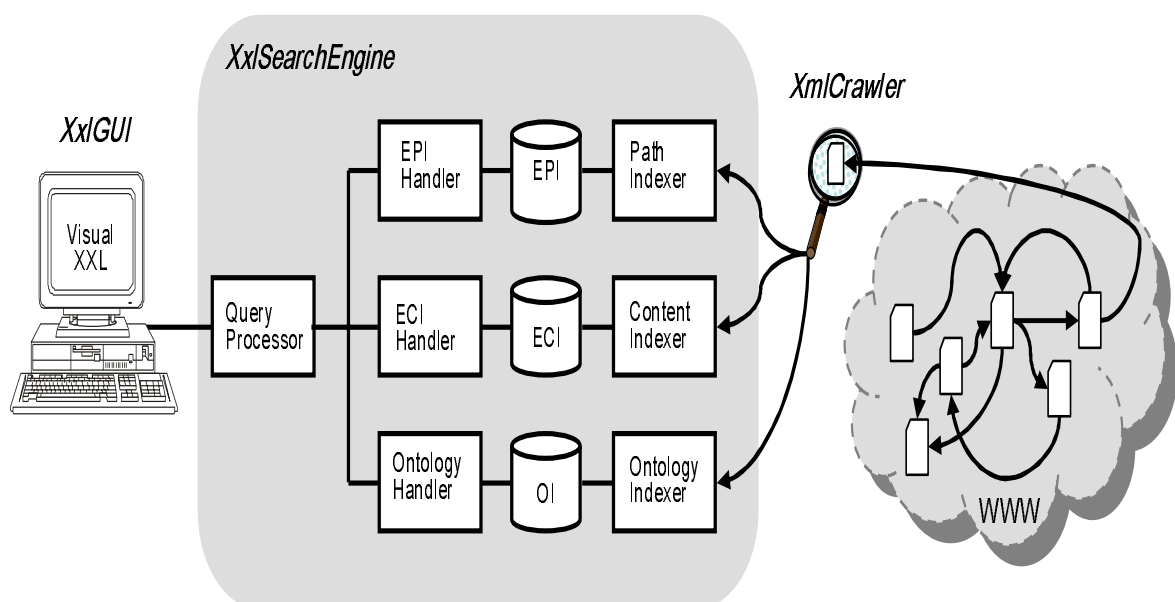 XxlSearchEngine
XmlCrawler
XxlGUI
Visual
XXL
Query
Processor
EPI
Handler
EPI
Path
Indexer
ECI
Handler
ECI
Content
Indexer
Ontology
Handler
OI
Ontology
Indexer
WWW